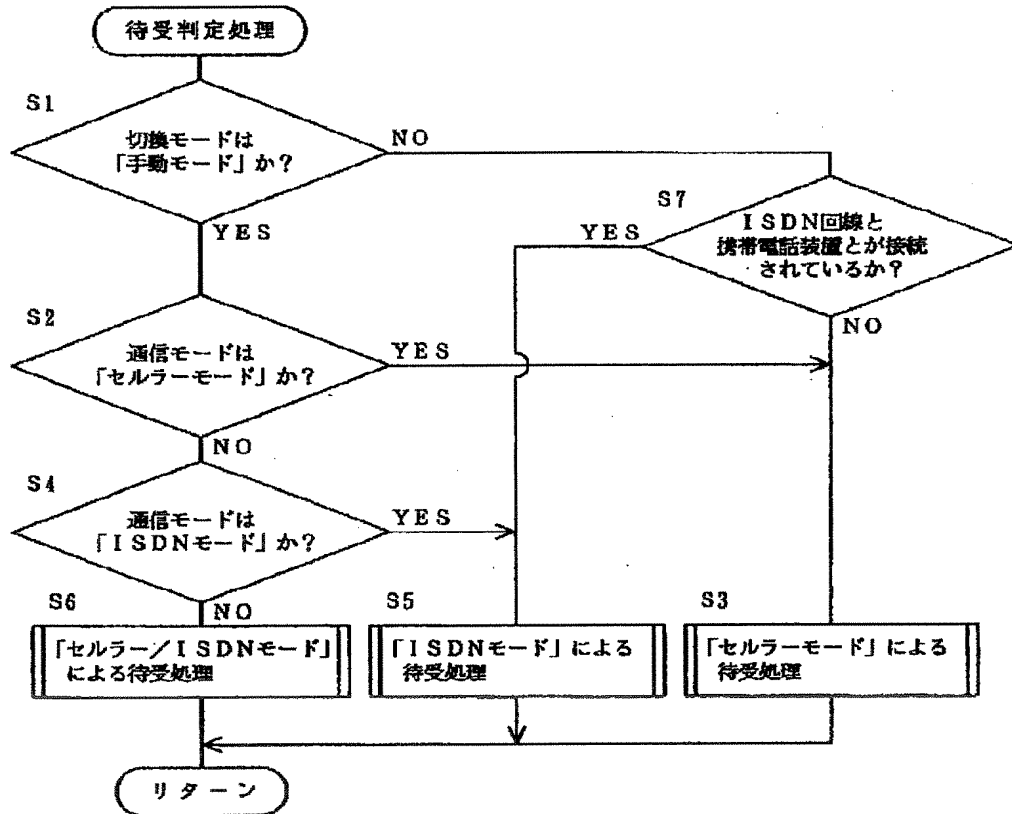 待受判定処理
S1
切換モードは
「手動モード」か?
NO
YES
S7
ISDN回線と
携帯電話装置とが接続
されているか?
YES
NO
S2
通信モードは
「セルラーモード」か?
YES
NO
S4
通信モードは
「ISDNモード」か?
YES
NO
S6
「セルラー/ISDNモード」
による待受処理
S5
「ISDNモード」による
待受処理
S3
「セルラーモード」による
待受処理
リターン